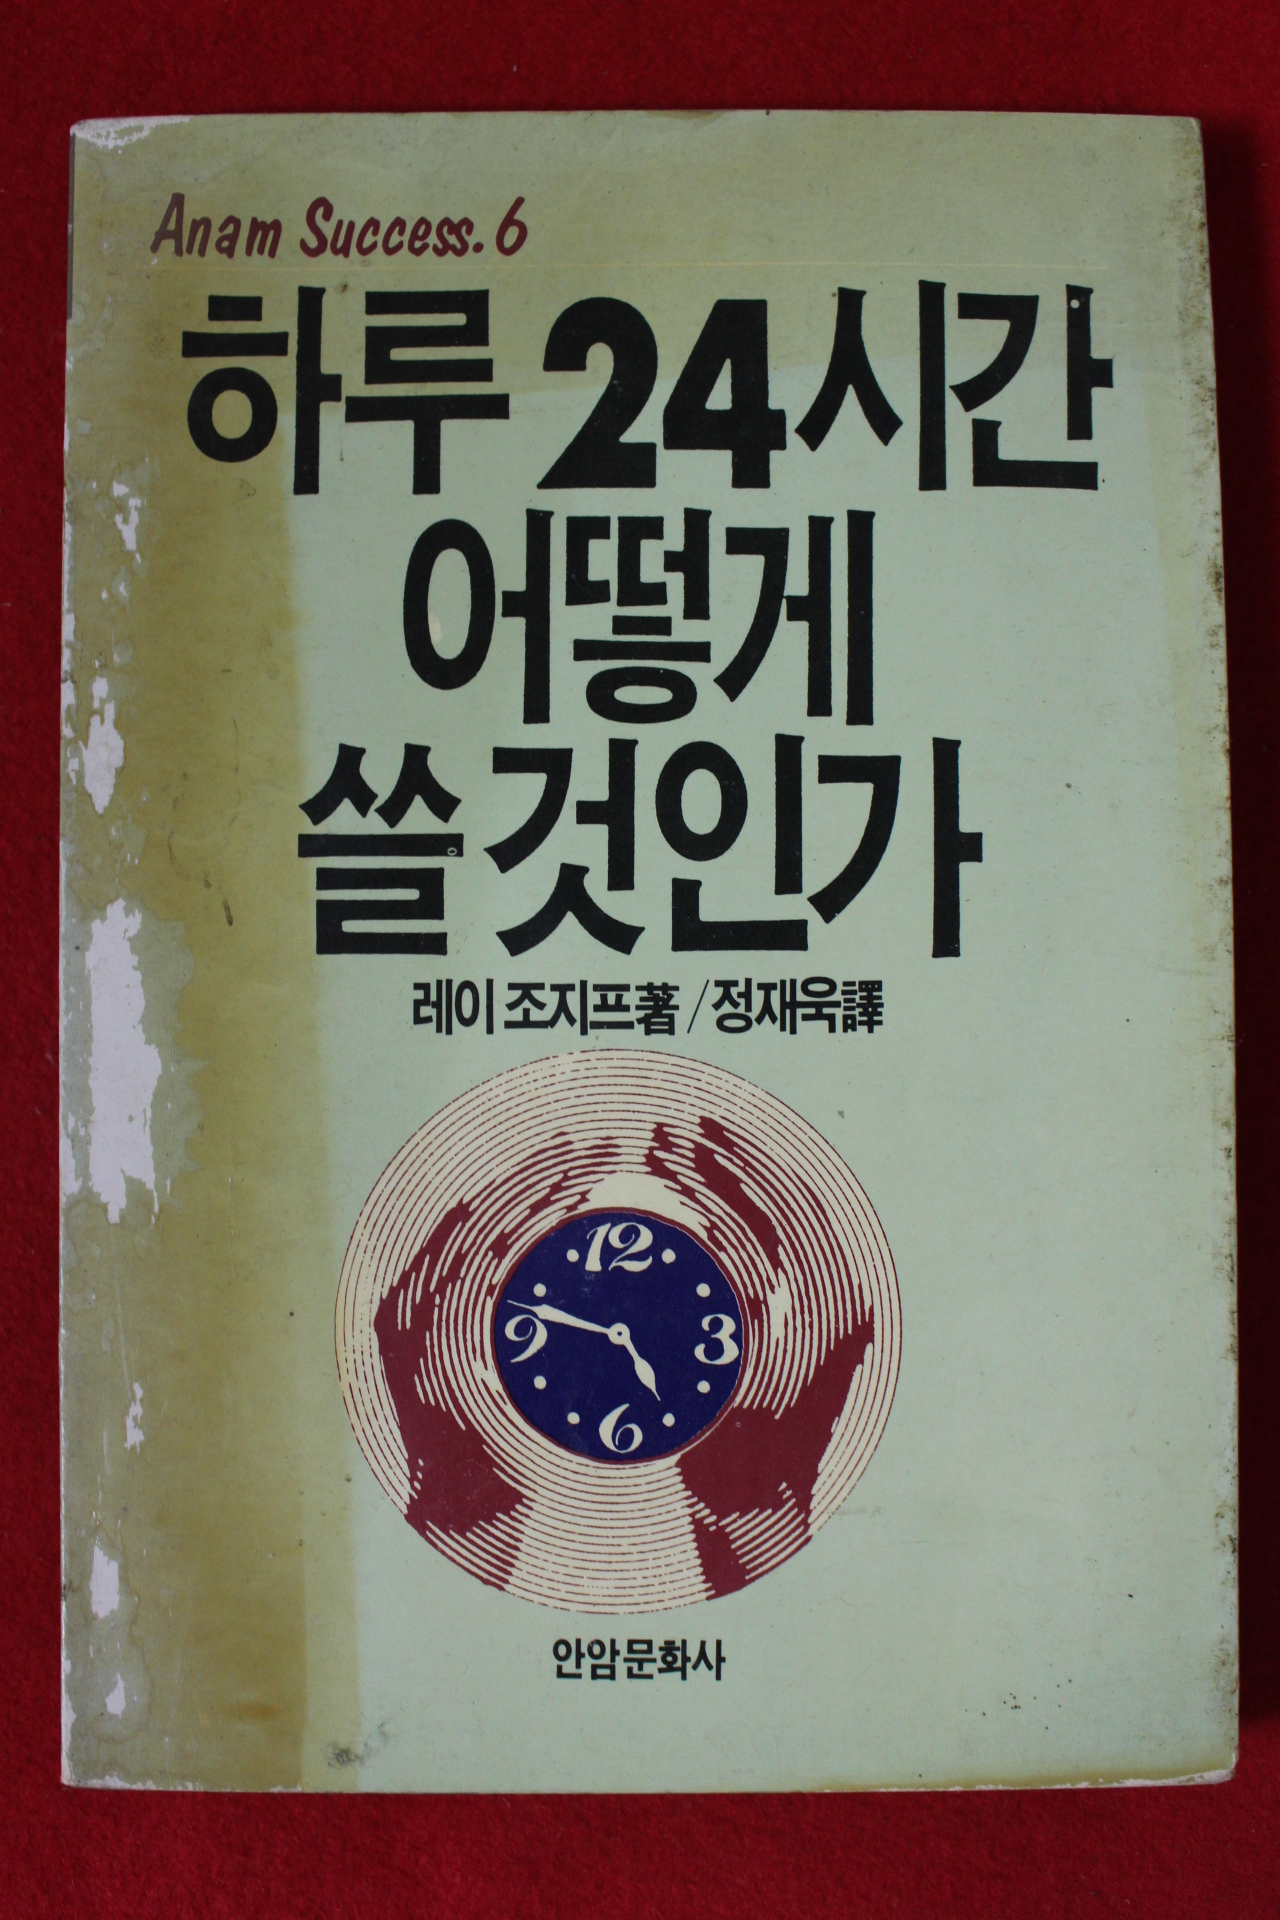 Anam Success.6
하루 24시간
어떻게
쓸 것인가
레이 조지프著/정재욱譯
12
9 3
6
안암문화사